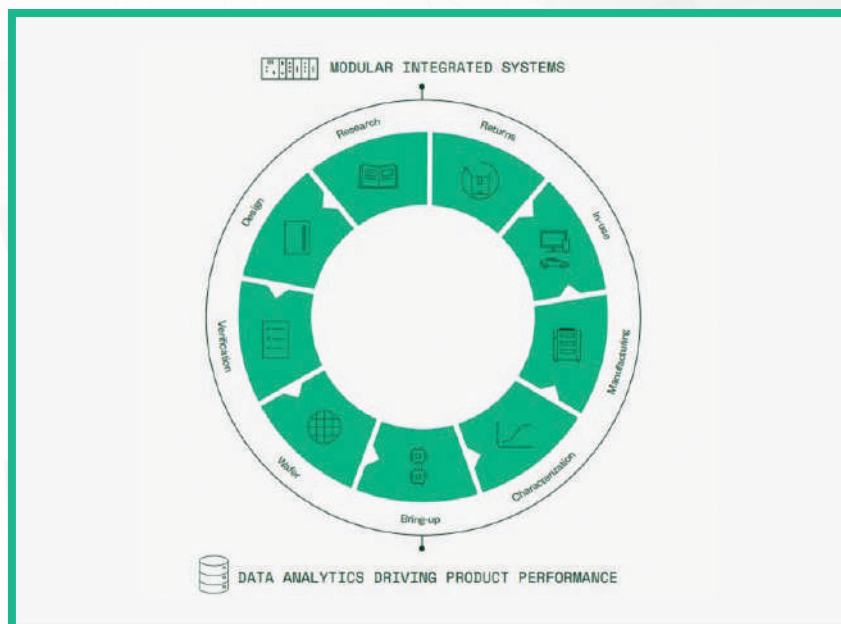 MODULAR INTEGRATED SYSTEMS
Research
Returns
Design
In-use
Verification
Manufacturing
Wafer
Characterization
Bring-up
DATA ANALYTICS DRIVING PRODUCT PERFORMANCE